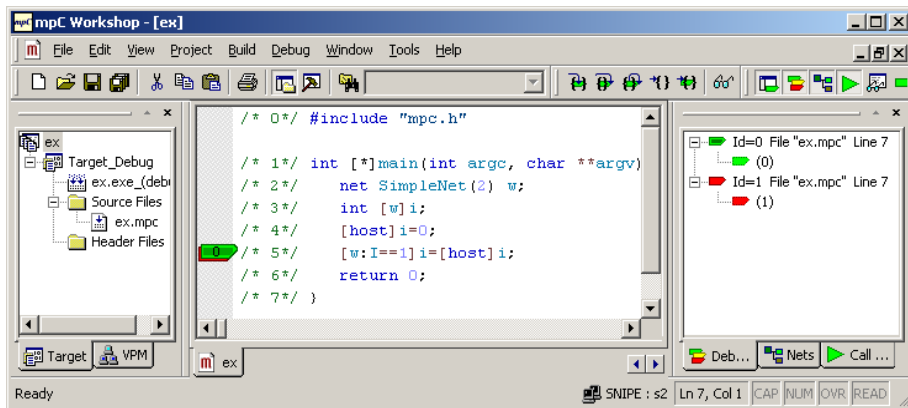 mpC Workshop - [ex]
File Edit View Project Build Debug Window Tools Help
ex
Target_Debug
ex.exe_(deb
Source Files
ex.mpc
Header Files
Target VPM
/* 0*/ #include "mpc.h"
/* 1*/ int [*]main(int argc, char **argv)
/* 2*/ net SimpleNet(2) w;
/* 3*/ int [w]i;
/* 4*/ [host]i=0;
0 /* 5*/ [w:I==1]i=[host]i;
/* 6*/ return 0;
/* 7*/ }
ex
Id=0 File "ex.mpc" Line 7
(0)
Id=1 File "ex.mpc" Line 7
(1)
Deb... Nets Call ...
Ready SNIPE : s2 Ln 7, Col 1 CAP NUM OVR READ